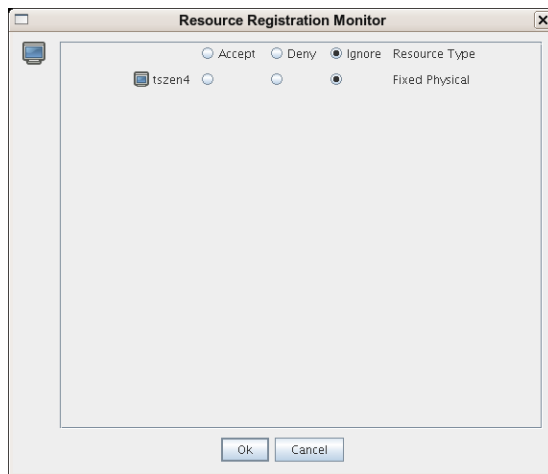 Resource Registration Monitor
Accept Deny Ignore Resource Type
tszen4 Fixed Physical
Ok Cancel